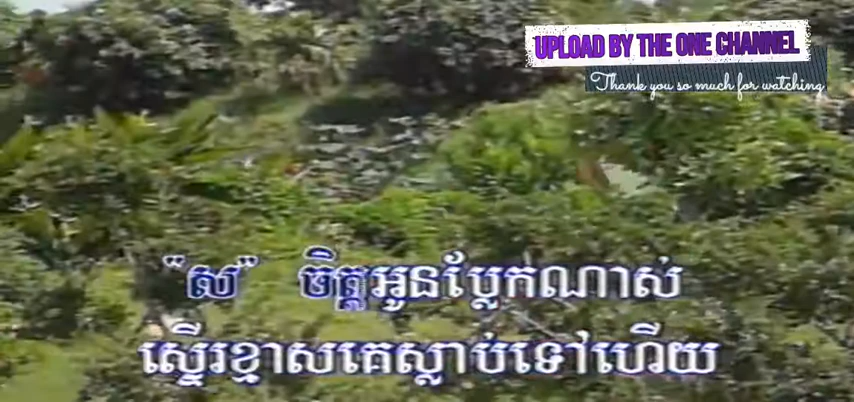 UPLOAD BY THE ONE CHANNEL
Thank you so much for watching
"ស" ចិត្តអូនប្លែកណាស់
ស្ទើរខ្មាសគេស្លាប់ទៅហើយ